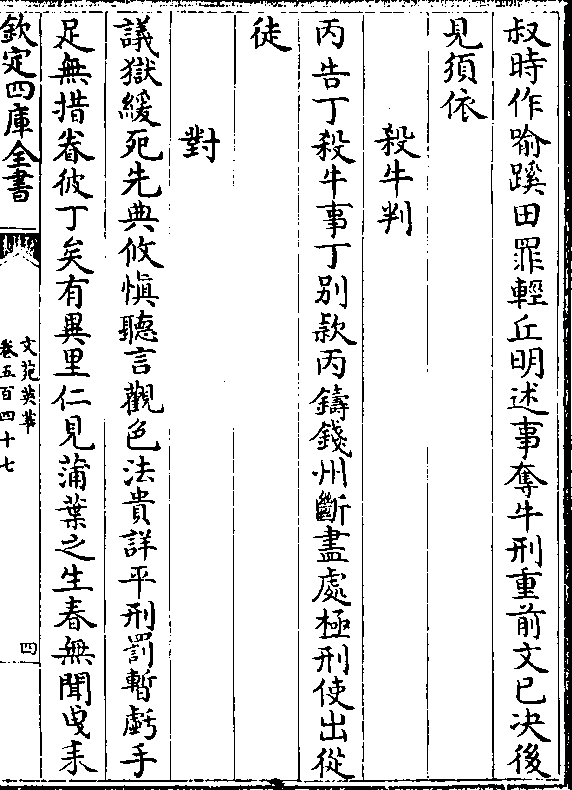 叔時作喻蹊田罪輕丘明述事奪牛刑重前文已决後
見須依
殺牛判
丙告丁殺牛事丁别款丙鑄錢州斷盡處極刑使出從
徒
對
議獄緩死先典攸慎聽言觀色法貴詳平刑罰暫虧手
足無措眷彼丁矣有異里仁見蒲葉之生春無聞曳耒
欽定四庫全書
文苑英華
卷五百四十七
四